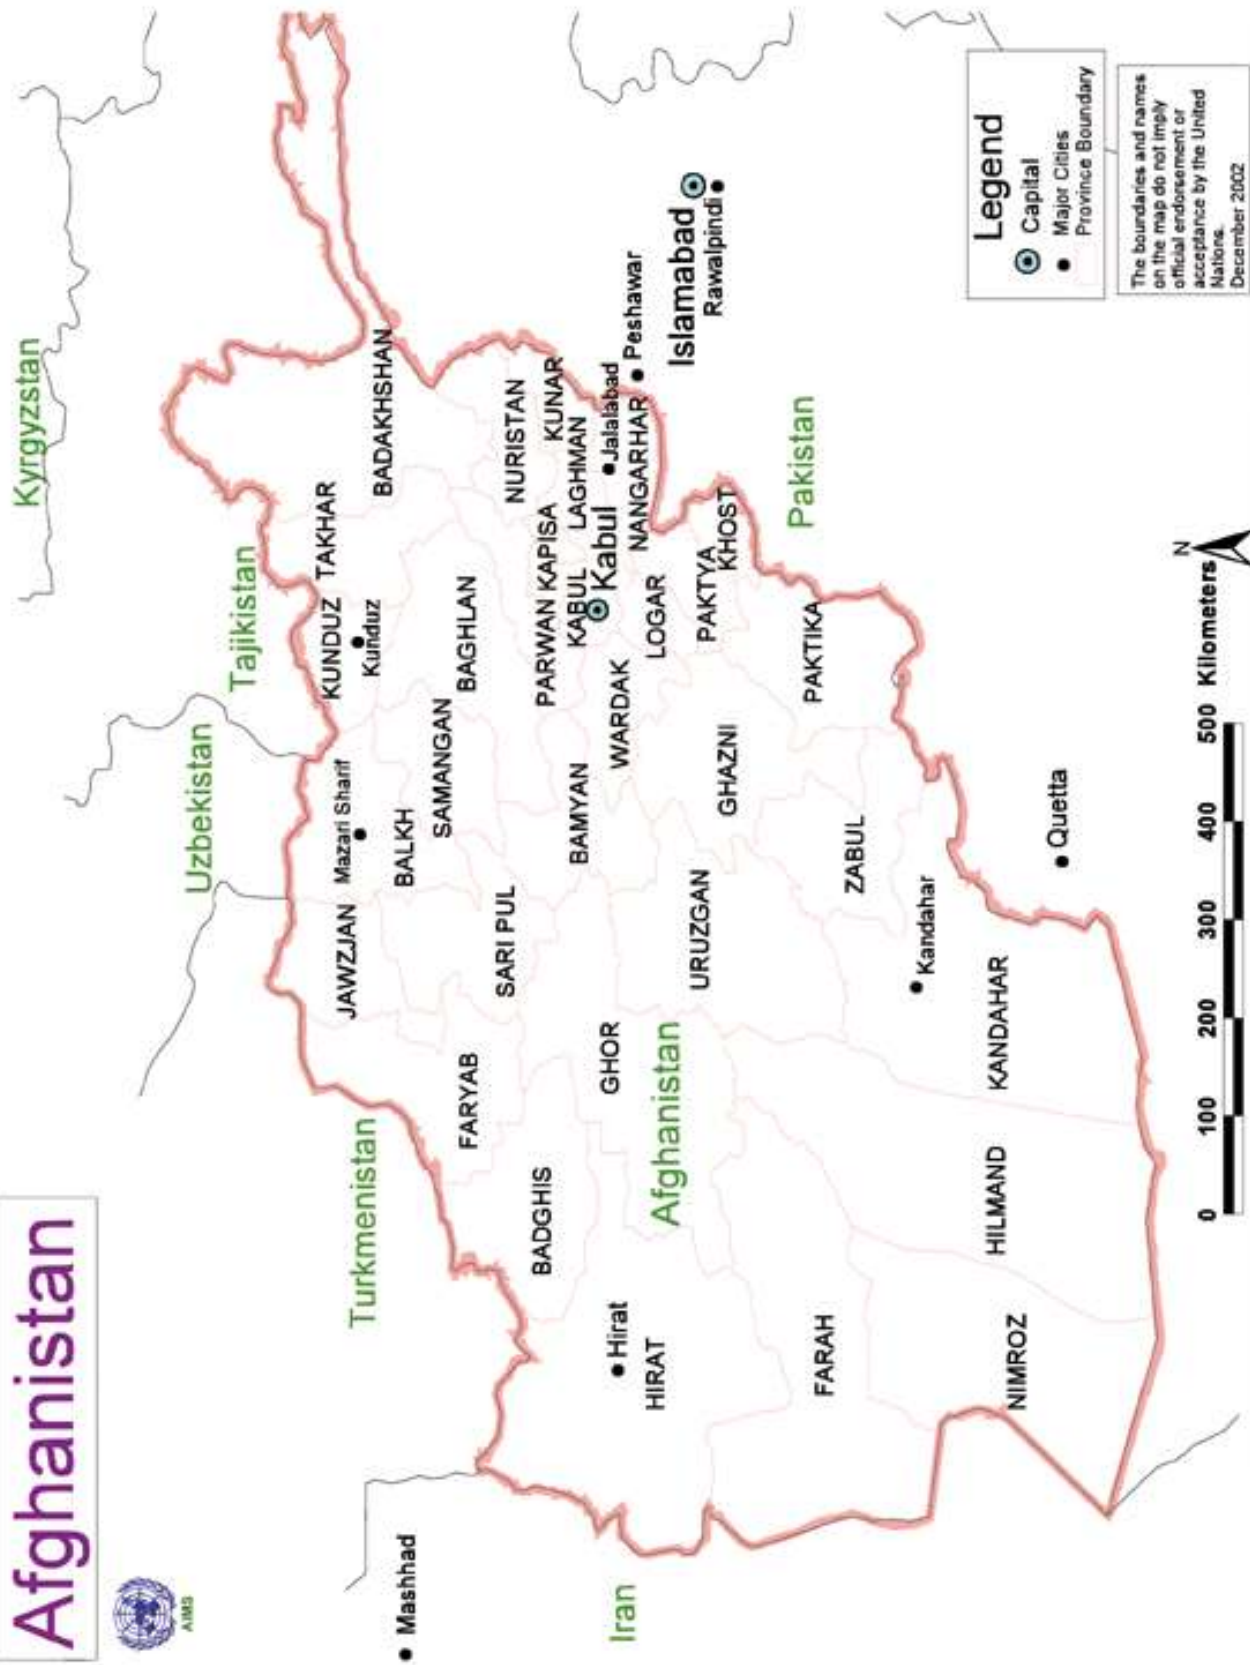 Afghanistan
AIMS
Kyrgyzstan
Tajikistan
Uzbekistan
Turkmenistan
Iran
Afghanistan
Pakistan
Mashhad
JAWZJAN
Mazari Sharif
BALKH
KUNDUZ
Kunduz
TAKHAR
BADAKHSHAN
FARYAB
SARI PUL
SAMANGAN
BAGHLAN
NURISTAN
BADGHIS
BAMYAN
PARWAN
KAPISA
KUNAR
LAGHMAN
KABUL
Kabul
Jalalabad
NANGARHAR
Peshawar
Islamabad
Rawalpindi
Hirat
HIRAT
GHOR
WARDAK
LOGAR
PAKTYA
KHOST
URUZGAN
GHAZNI
PAKTIKA
FARAH
ZABUL
Kandahar
KANDAHAR
HILMAND
NIMROZ
Quetta
Legend
Capital
Major Cities
Province Boundary
The boundaries and names
on the map do not imply
official endorsement or
acceptance by the United
Nations.
December 2002
0 100 200 300 400 500 Kilometers
N